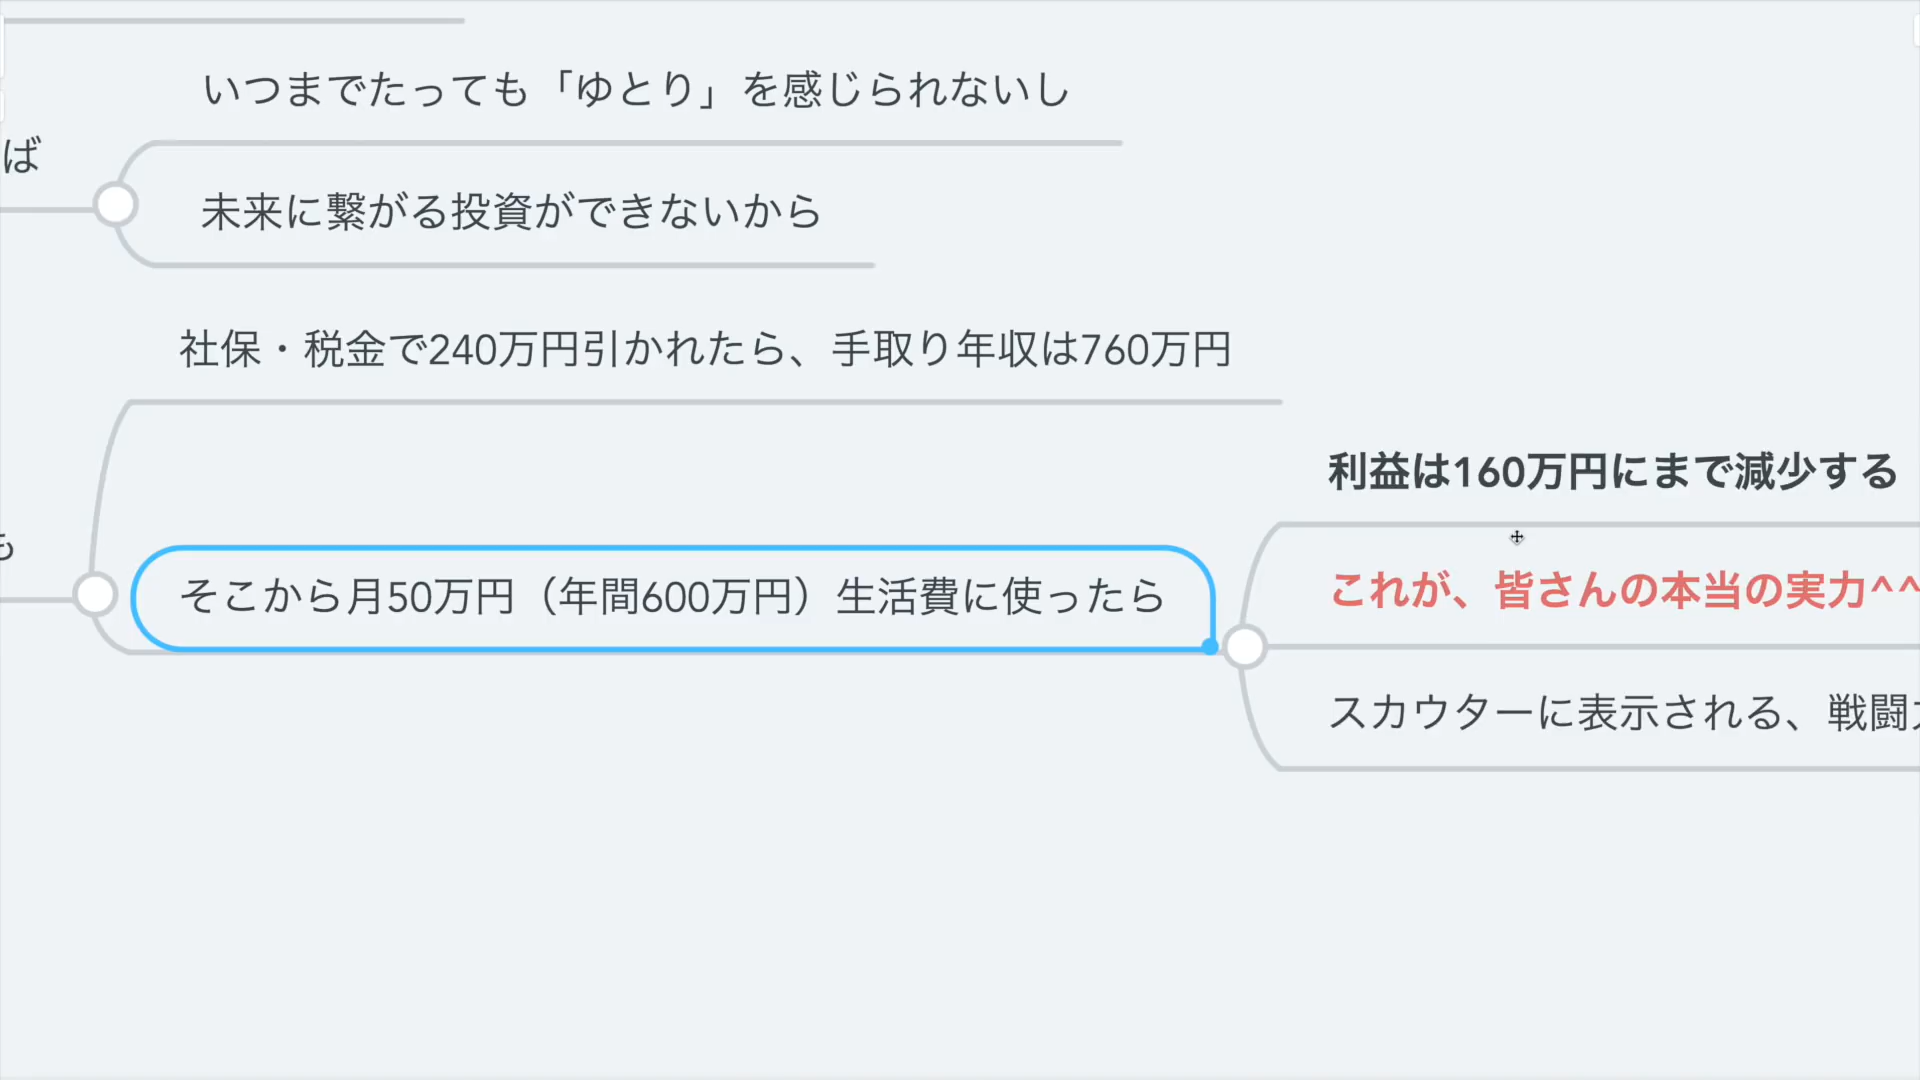 いつまでたっても「ゆとり」を感じられないし
ば
未来に繋がる投資ができないから
社保・税金で240万円引かれたら、手取り年収は760万円
利益は160万円にまで減少する
も
そこから月50万円（年間600万円）生活費に使ったら
これが、皆さんの本当の実力^^
スカウターに表示される、戦闘